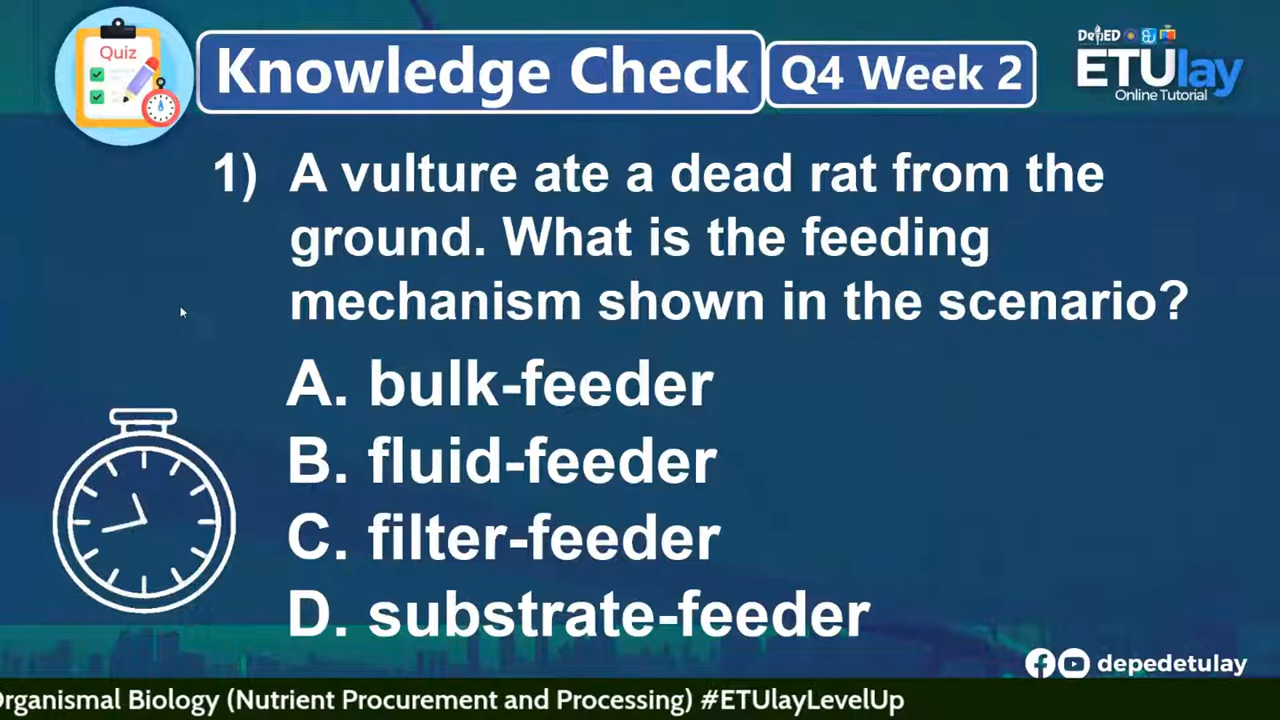 Quiz
Knowledge Check
Q4 Week 2
DepED
ETUlay
Online Tutorial
1) A vulture ate a dead rat from the
ground. What is the feeding
mechanism shown in the scenario?
A. bulk-feeder
B. fluid-feeder
C. filter-feeder
D. substrate-feeder
depedetulay
Organismal Biology (Nutrient Procurement and Processing) #ETUlayLevelUp